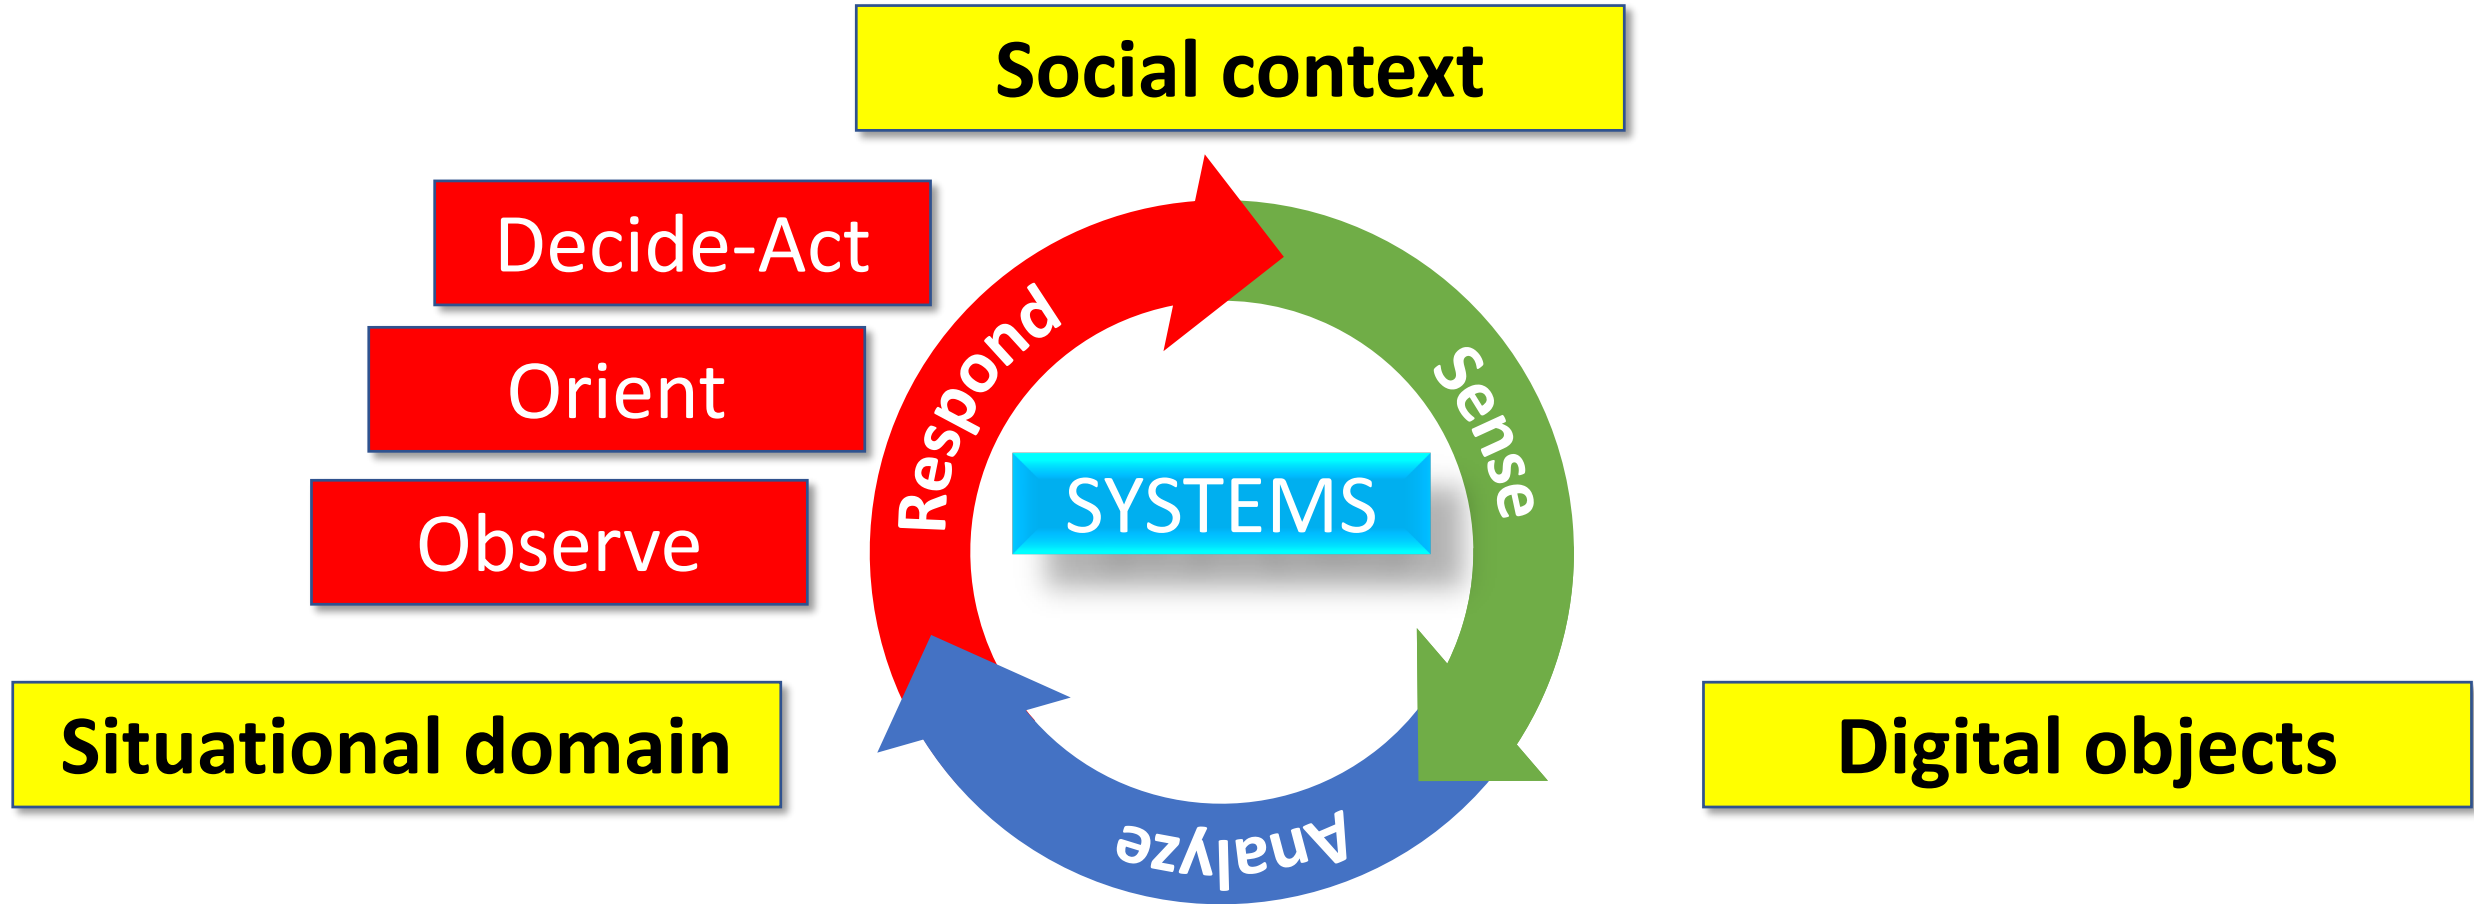 Social context
Decide-Act
Respond
Sense
Orient
SYSTEMS
Observe
Situational domain
Digital objects
Analyze